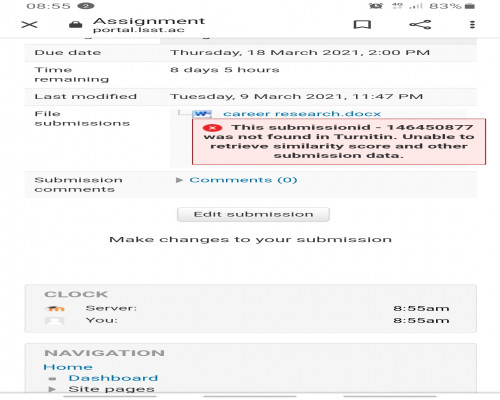 08:55 2 83%
Assignment
portal.lsst.ac
Due date Thursday, 18 March 2021, 2:00 PM
Time remaining 8 days 5 hours
Last modified Tuesday, 9 March 2021, 11:47 PM
File submissions career research.docx
This submissionid - 146450877
was not found in Turnitin. Unable to
retrieve similarity score and other
submission data.
Submission comments Comments (0)
Edit submission
Make changes to your submission
CLOCK
Server: 8:55am
You: 8:55am
NAVIGATION
Home
Dashboard
Site pages